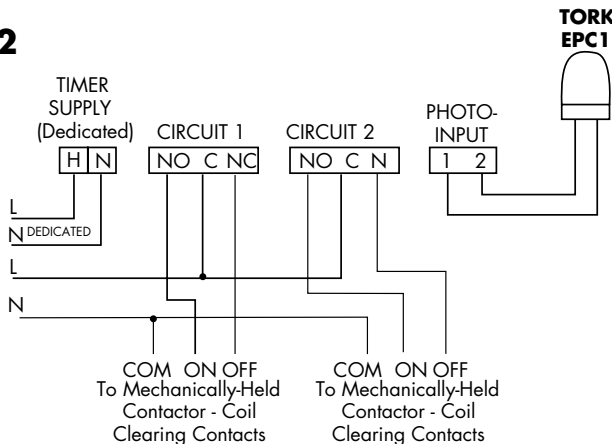 2
TORK
EPC1
TIMER
SUPPLY
(Dedicated)
CIRCUIT 1
CIRCUIT 2
PHOTO-
INPUT
H N
NO C NC
NO C N
1 2
L
N DEDICATED
L
N
COM ON OFF
To Mechanically-Held
Contactor - Coil
Clearing Contacts
COM ON OFF
To Mechanically-Held
Contactor - Coil
Clearing Contacts